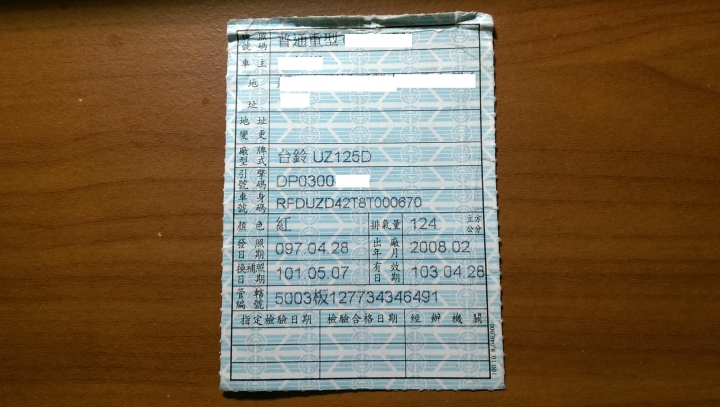 號 照 碼 普通重型
車 主
地
址
地 址 變 更
廠 牌 型 式 台鈴 UZ125D
引 擎 號 碼 DP0300
車 身 號 碼 RFDUZD42T8T000670
顏 色 紅 排氣量 124 立方公分
發 照 日 期 097.04.28 出 廠 年 月 2008.02
換補照 日 期 101.05.07 有 效 日 期 103.04.28
管 轄 編 號 5003板127734346491
指定檢驗日期 檢驗合格日期 經 辦 機 關